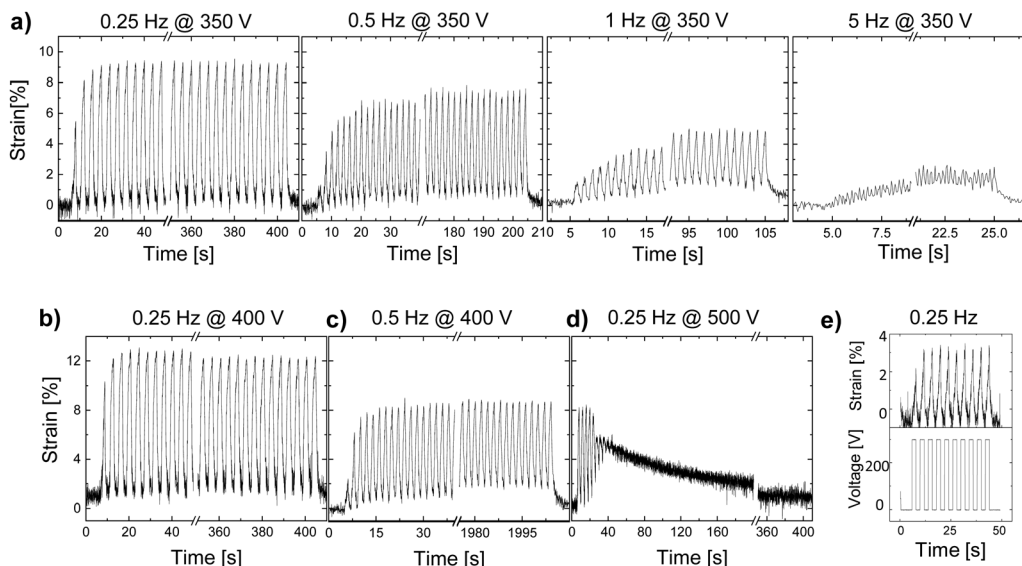 a)
0.25 Hz @ 350 V
0.5 Hz @ 350 V
1 Hz @ 350 V
5 Hz @ 350 V
Strain[%]
10
8
6
4
2
0
0 20 40 360 380 400
0 10 20 30 180 190 200 210
5 10 15 95 100 105
5.0 7.5 22.5 25.0
Time [s]
Time [s]
Time [s]
Time [s]
b)
0.25 Hz @ 400 V
c)
0.5 Hz @ 400 V
d)
0.25 Hz @ 500 V
e)
0.25 Hz
Strain [%]
12
8
4
0
0 20 40 360 380 400
0 15 30 1980 1995
0 40 80 120 160 360 400
Time [s]
Time [s]
Time [s]
Strain [%]
4
2
0
Voltage [V]
200
0
0 25 50
Time [s]